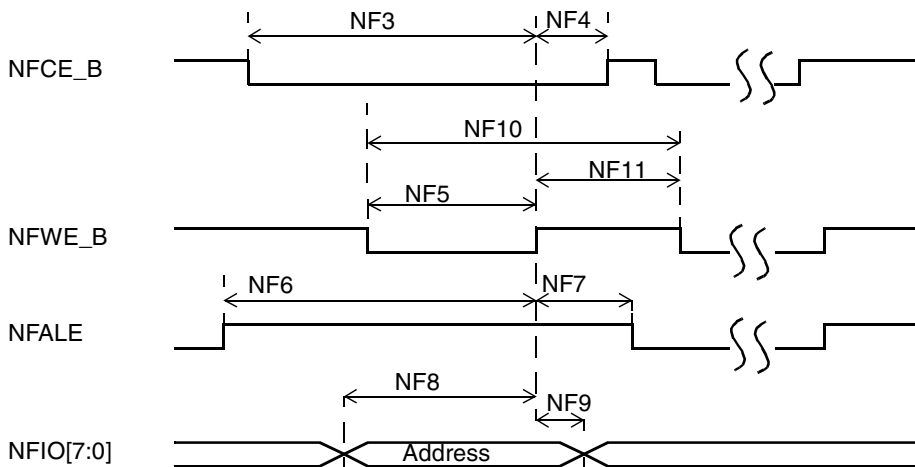 NF3 NF4
NFCE_B
NF10
NF11
NF5
NFWE_B
NF6 NF7
NFALE
NF8
NF9
NFIO[7:0] Address